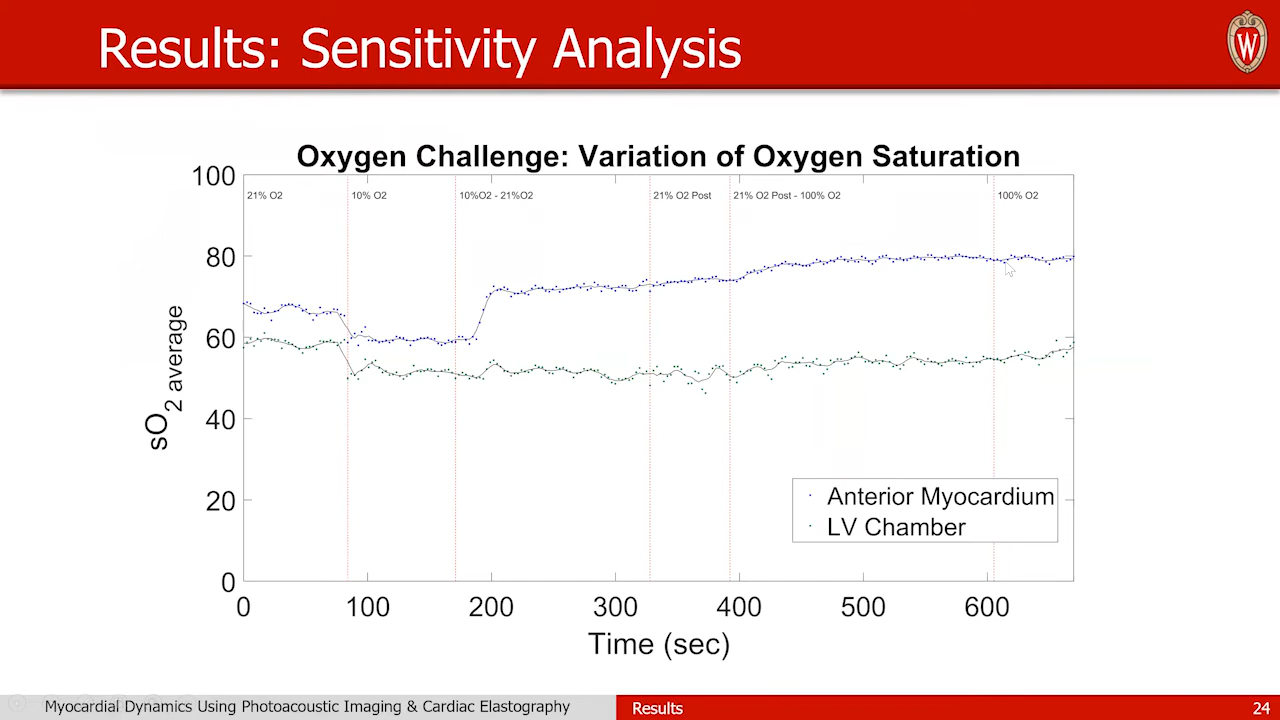 Results: Sensitivity Analysis
W
Oxygen Challenge: Variation of Oxygen Saturation
100
80
60
40
20
0
sO2 average
21% O2
10% O2
10%O2 - 21%O2
21% O2 Post
21% O2 Post - 100% O2
100% O2
Anterior Myocardium
LV Chamber
0 100 200 300 400 500 600
Time (sec)
Myocardial Dynamics Using Photoacoustic Imaging & Cardiac Elastography
Results
24